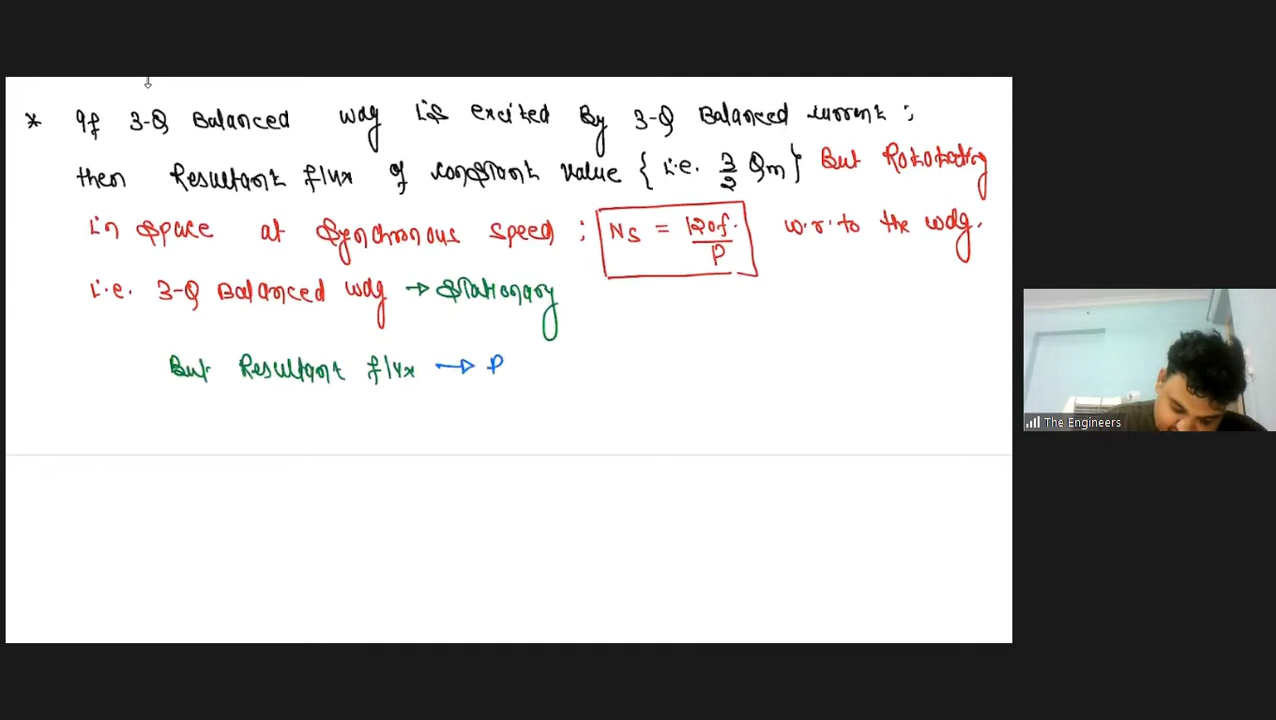 * If 3-Φ Balanced wdg is excited By 3-Φ Balanced current ;
then Resultant flux of constant value { i.e. 3/2 Φm} But Rotating
in space at Synchronous speed ; Ns = 120f/P w.r.to the wdg.
i.e. 3-Φ Balanced wdg → Stationary
But Resultant flux → P
The Engineers